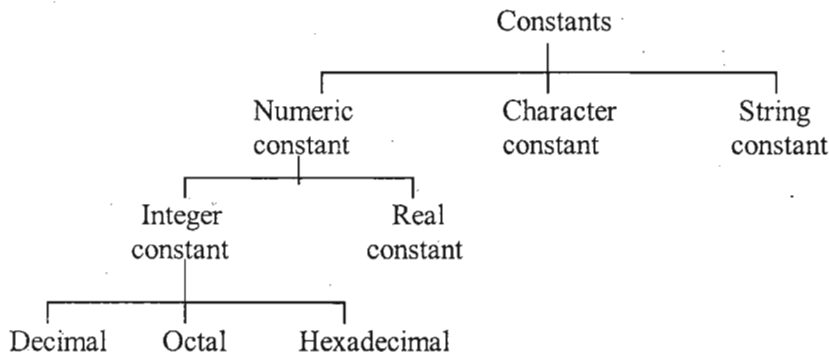 Constants
Numeric Character String
constant constant constant
Integer Real
constant constant
Decimal Octal Hexadecimal